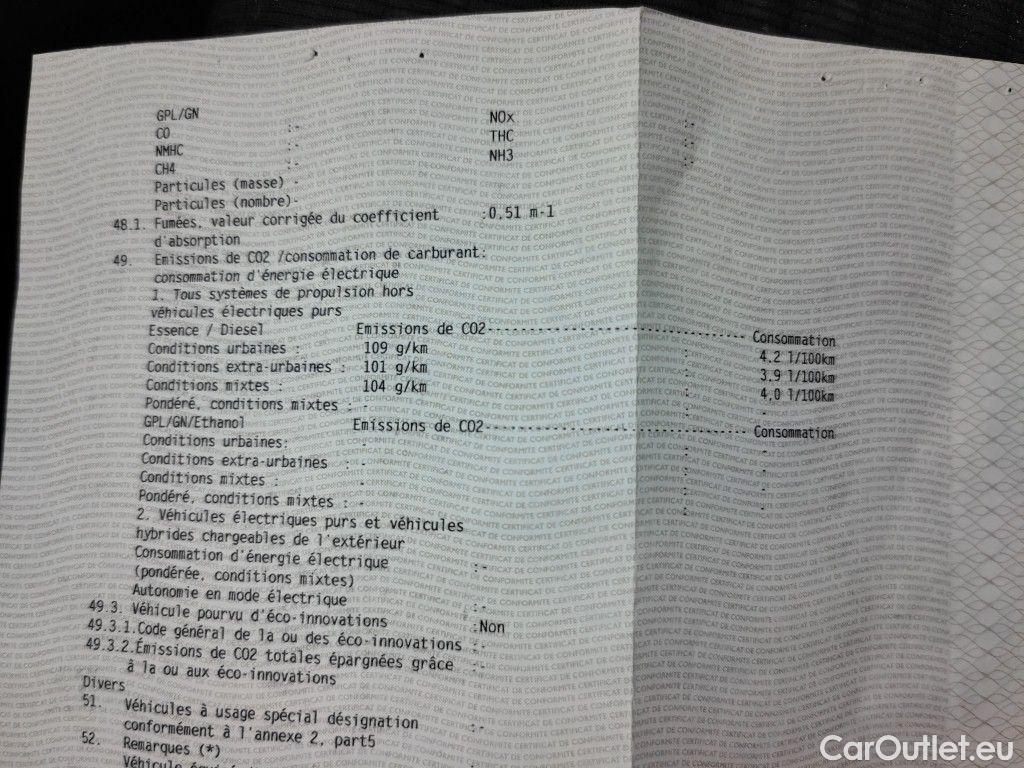 GPL/GN NOx :-
CO :- THC :-
NMHC :- NH3 :-
CH4 :-
Particules (masse) -
Particules (nombre)-
48.1. Fumées, valeur corrigée du coefficient :0,51 m-1
d'absorption
49. Emissions de CO2 /consommation de carburant:
consommation d'énergie électrique
1. Tous systèmes de propulsion hors
véhicules électriques purs
Essence / Diesel Emissions de CO2--------------------------------- Consommation
Conditions urbaines : 109 g/km : 4,2 l/100km
Conditions extra-urbaines : 101 g/km : 3,9 l/100km
Conditions mixtes : 104 g/km : 4,0 l/100km
Pondéré, conditions mixtes : - : -
GPL/GN/Ethanol Emissions de CO2--------------------------------- Consommation
Conditions urbaines: - : -
Conditions extra-urbaines : - : -
Conditions mixtes : - : -
Pondéré, conditions mixtes : - : -
2. Véhicules électriques purs et véhicules
hybrides chargeables de l'extérieur
Consommation d'énergie électrique :-
(pondérée, conditions mixtes)
Autonomie en mode électrique :-
49.3. Véhicule pourvu d'éco-innovations :Non
49.3.1.Code général de la ou des éco-innovations :-
49.3.2.Émissions de CO2 totales épargnées grâce :-
à la ou aux éco-innovations
Divers
51. Véhicules à usage spécial désignation :-
conformément à l'annexe 2, part5
52. Remarques (*)
Véhicule
CarOutlet.eu